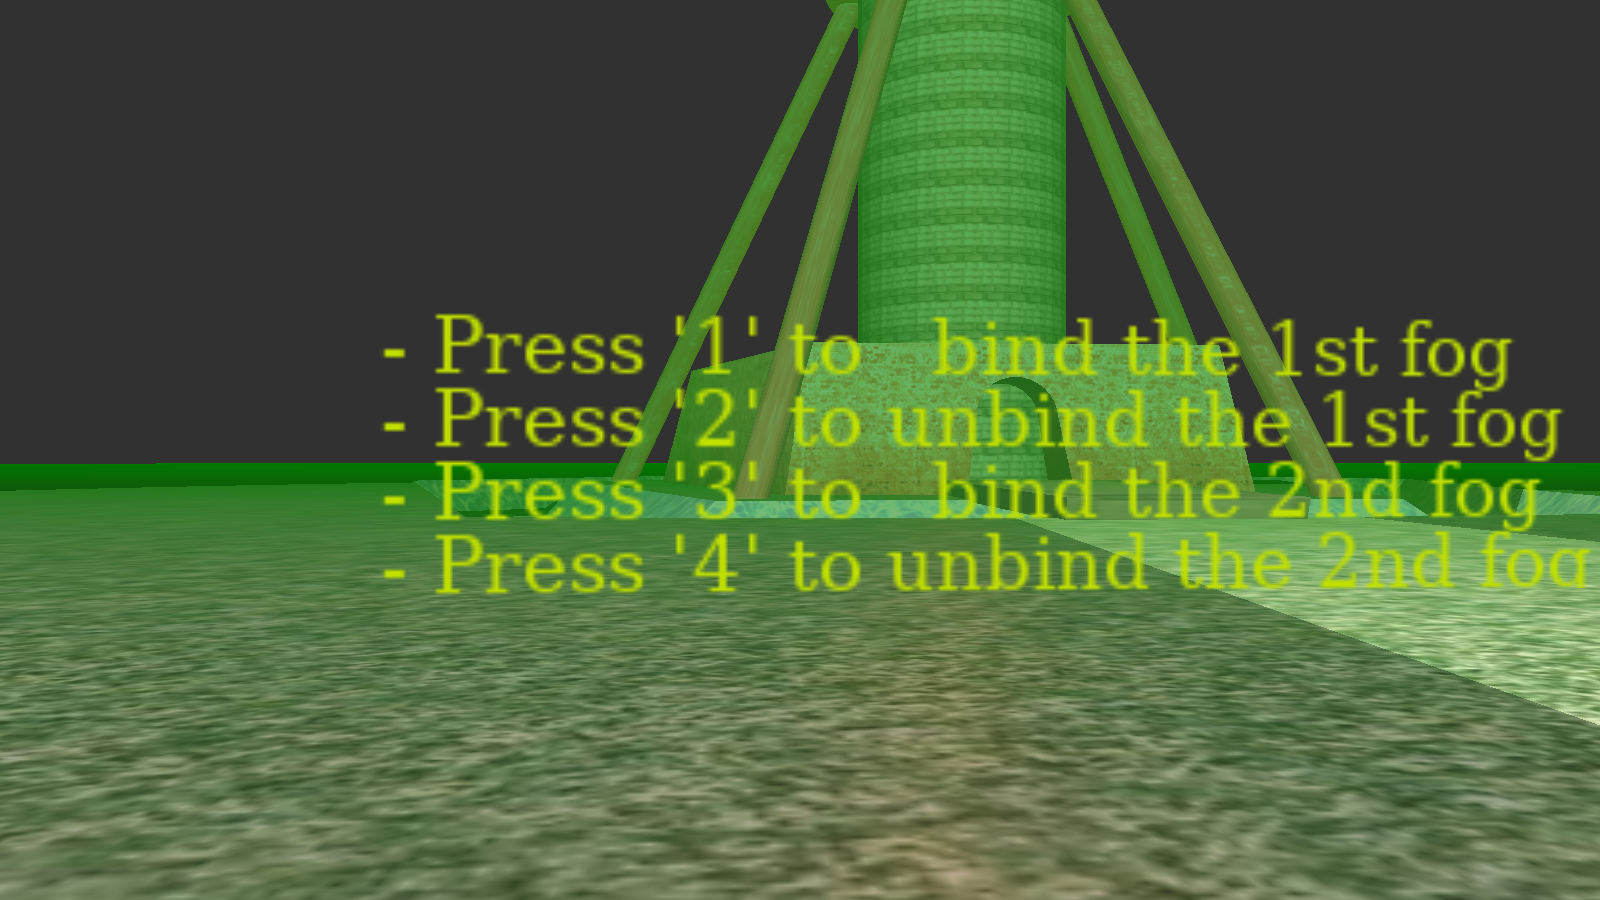 - Press '1' to  bind the 1st fog
- Press '2' to unbind the 1st fog
- Press '3' to  bind the 2nd fog
- Press '4' to unbind the 2nd fog